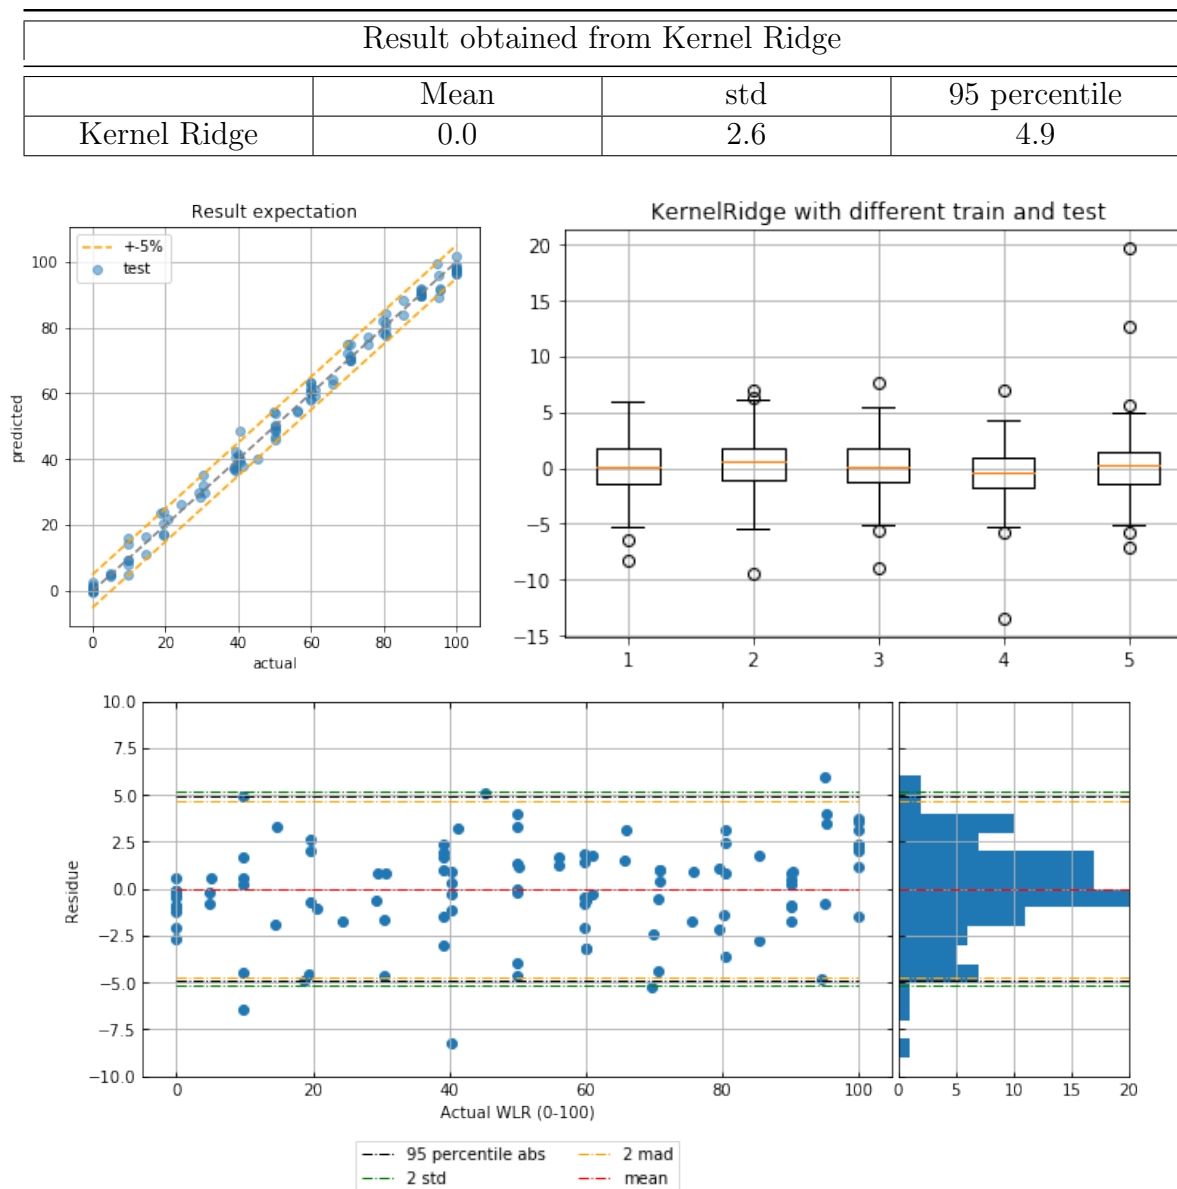 Result obtained from Kernel Ridge
Mean std 95 percentile
Kernel Ridge 0.0 2.6 4.9
Result expectation
+-5%
test
100
80
60
40
20
0
predicted
0 20 40 60 80 100
actual
KernelRidge with different train and test
20
15
10
5
0
−5
−10
−15
1 2 3 4 5
10.0
7.5
5.0
2.5
0.0
−2.5
−5.0
−7.5
−10.0
Residue
0 20 40 60 80 100
Actual WLR (0-100)
0 5 10 15 20
95 percentile abs
2 std
2 mad
mean